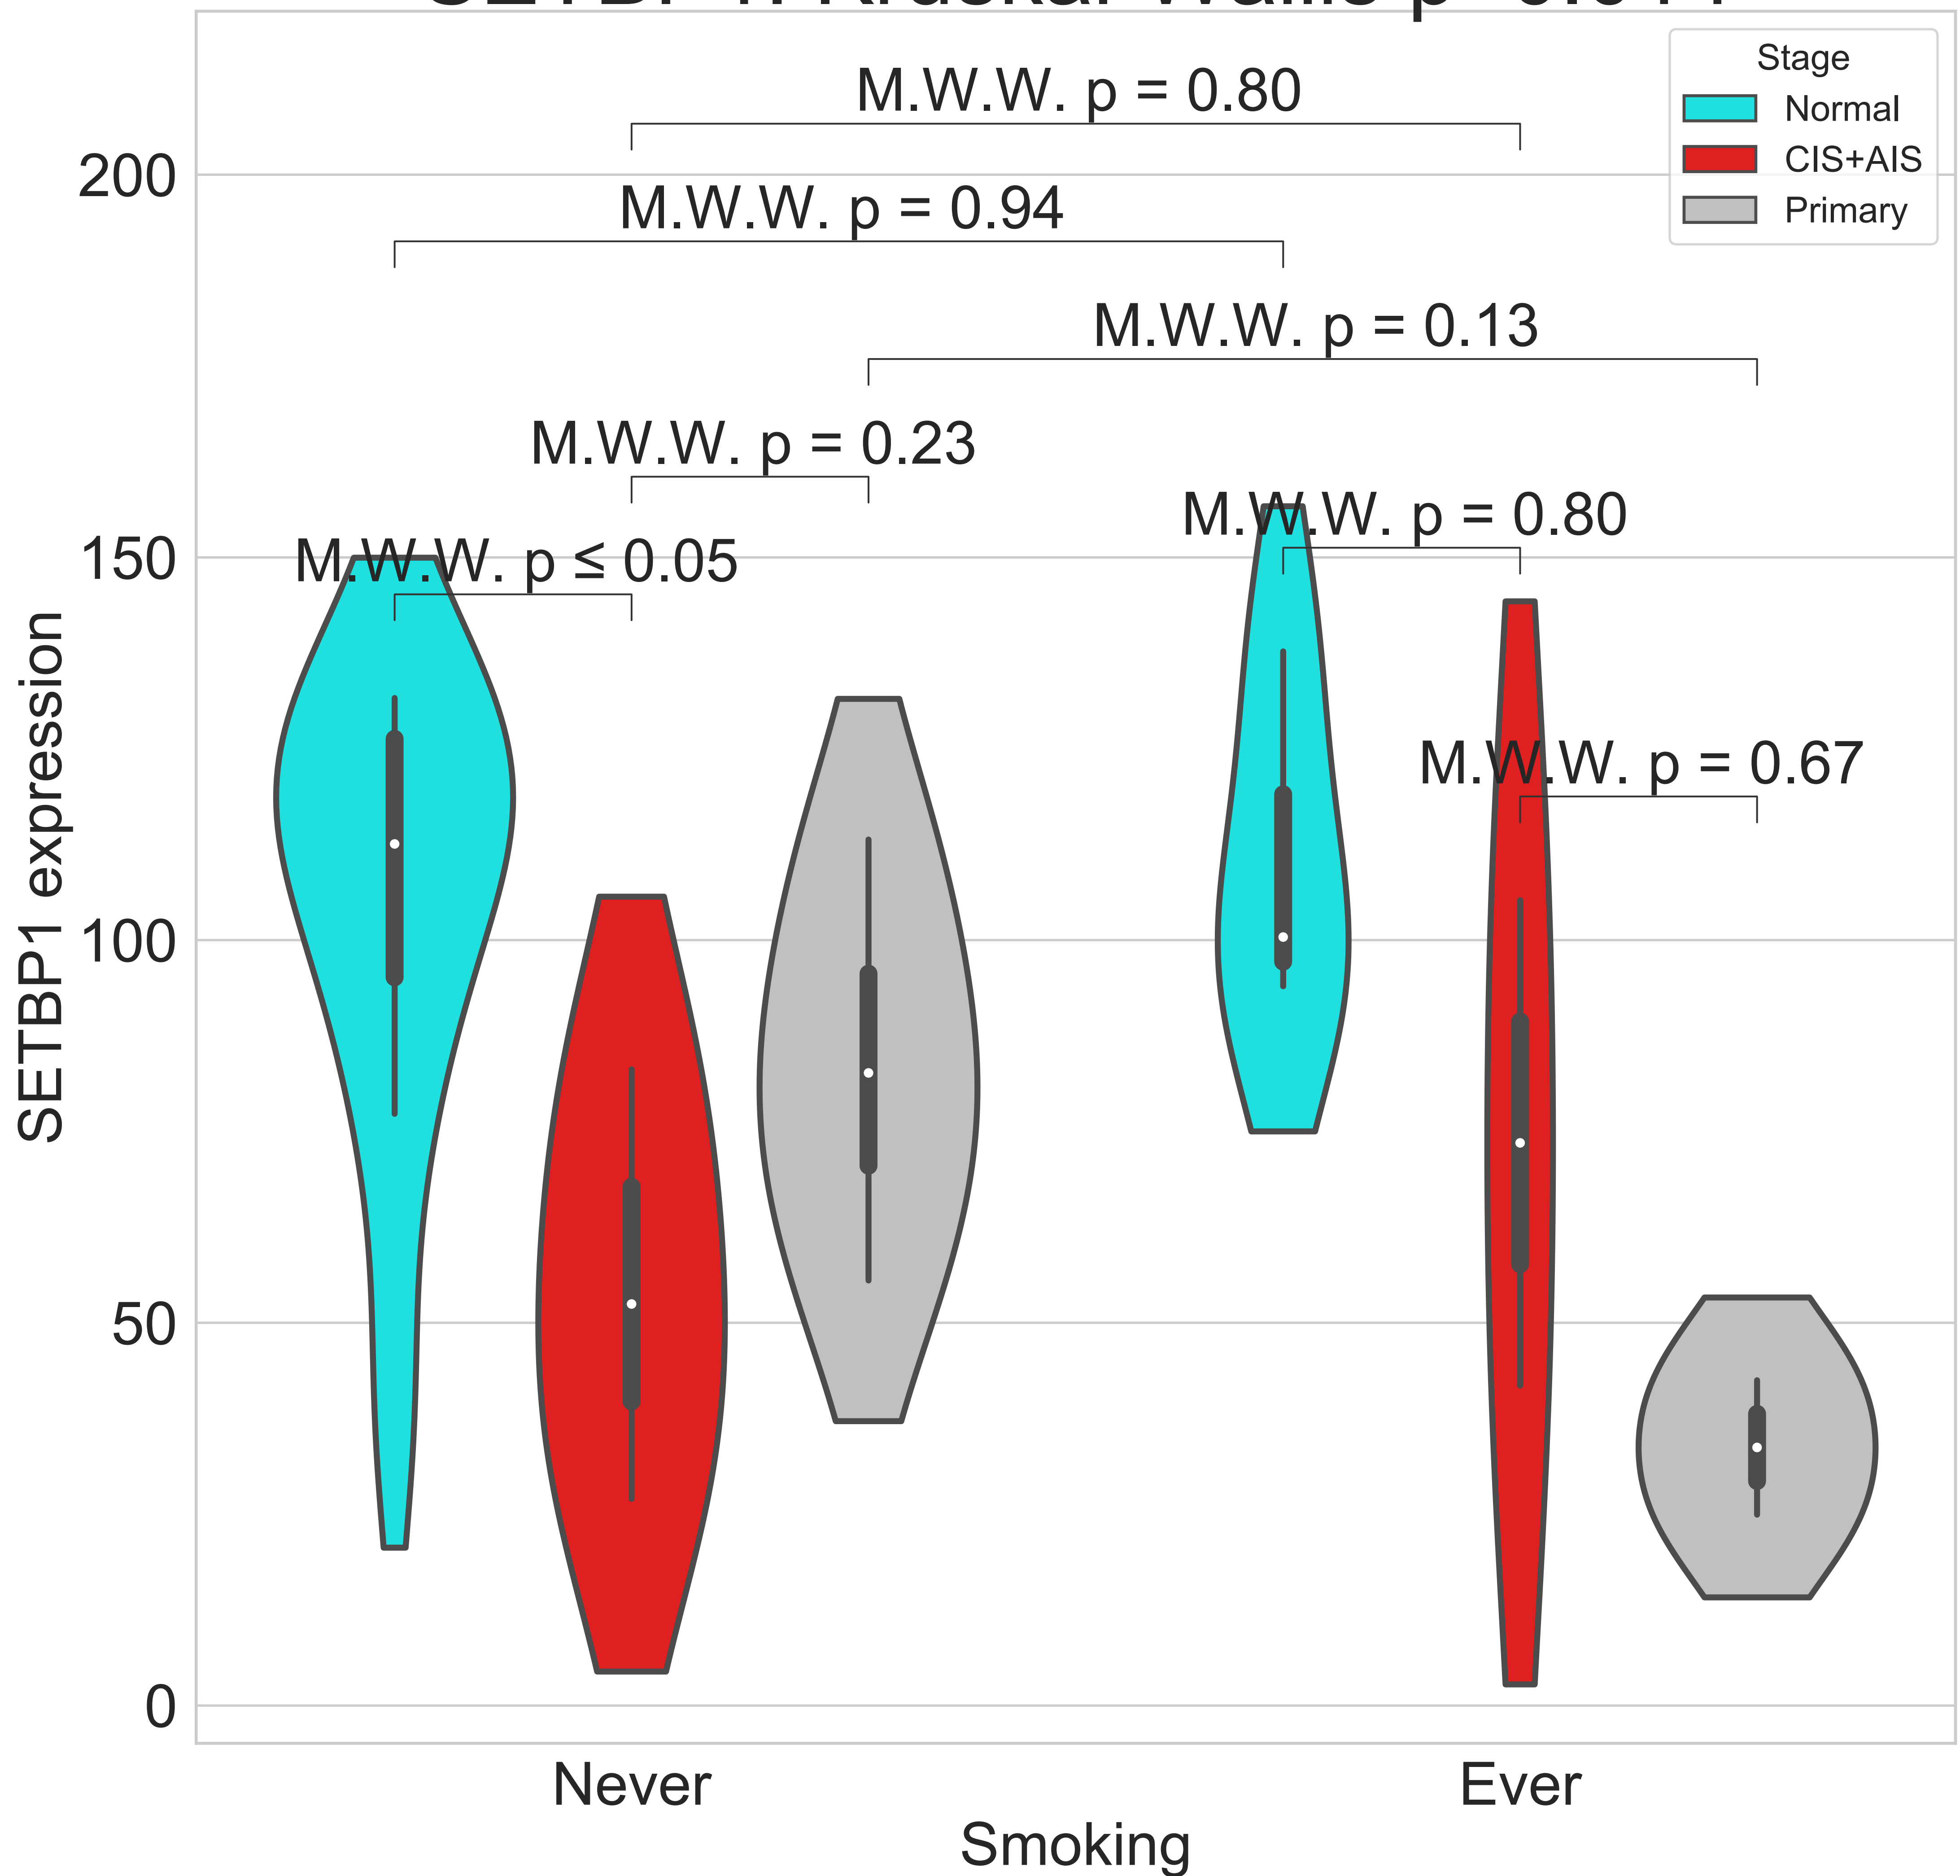 Stage
Normal
CIS+AIS
Primary
M.W.W. p = 0.80
M.W.W. p = 0.94
M.W.W. p = 0.13
M.W.W. p = 0.23
M.W.W. p = 0.80
M.W.W. p ≤ 0.05
M.W.W. p = 0.67
200
150
100
50
0
SETBP1 expression
Never
Ever
Smoking